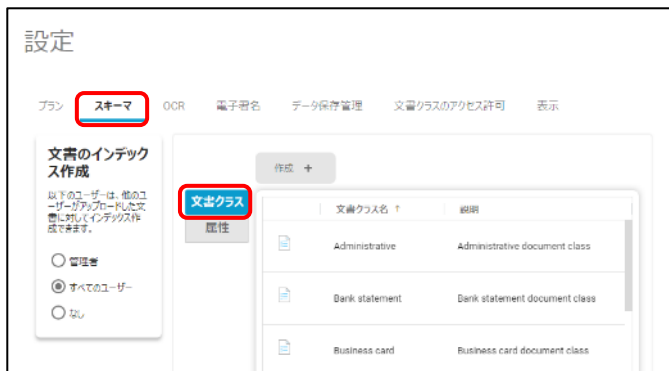 設定
プラン スキーマ OCR 電子署名 データ保存管理 文書クラスのアクセス許可 表示
文書のインデック
ス作成
以下のユーザーは、他のユ
ーザーがアップロードした文
書に対してインデックス作
成できます。
管理者
すべてのユーザー
なし
作成 +
文書クラス
属性
文書クラス名 ↑ 説明
Administrative Administrative document class
Bank statement Bank statement document class
Business card Business card document class